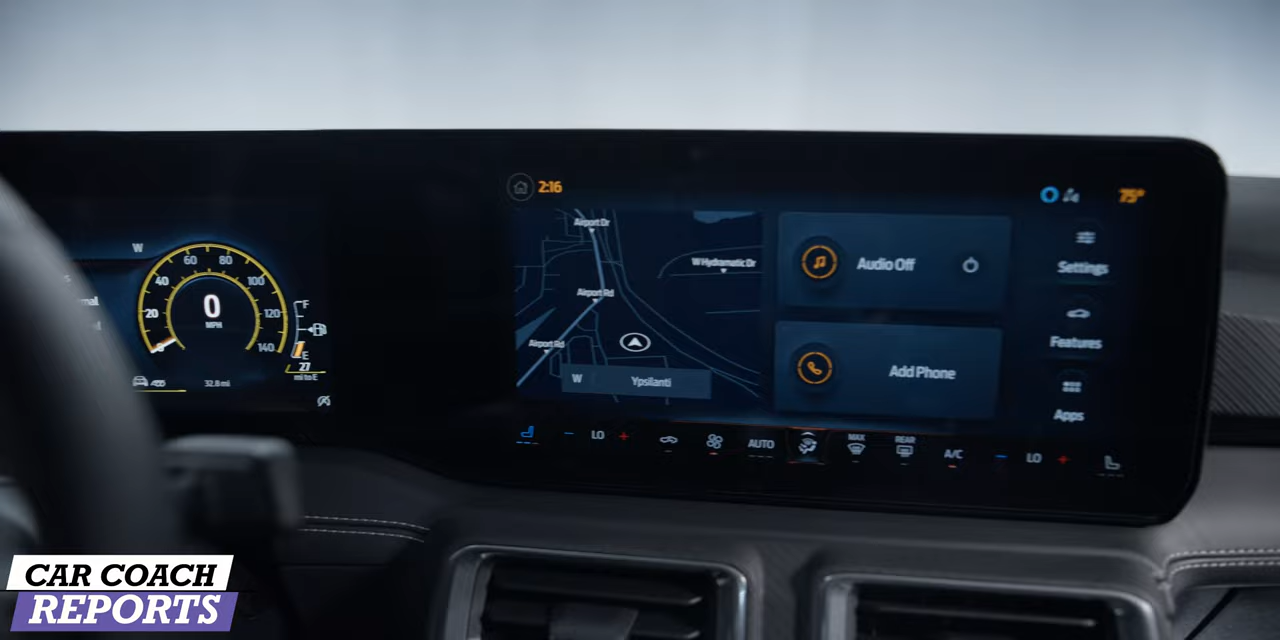 W
60
80
40
100
20
0
MPH
120
0
140
F
E
27
mi to E
455
32.8 mi
2:16
75°
Airport Dr
W Hydramatic Dr
Airport Rd
Airport Rd
W Ypsilanti
Audio Off
Add Phone
Settings
Features
Apps
LO
AUTO
MAX
REAR
A/C
LO
CAR COACH
REPORTS